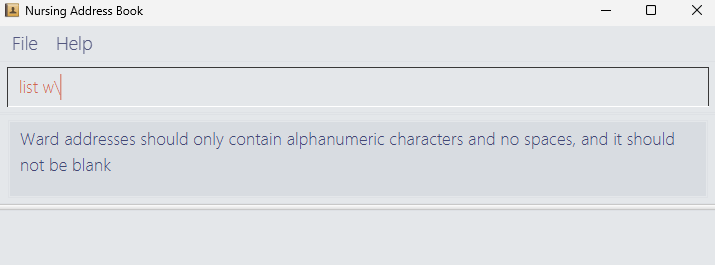 Nursing Address Book
File Help
list w\
Ward addresses should only contain alphanumeric characters and no spaces, and it should
not be blank